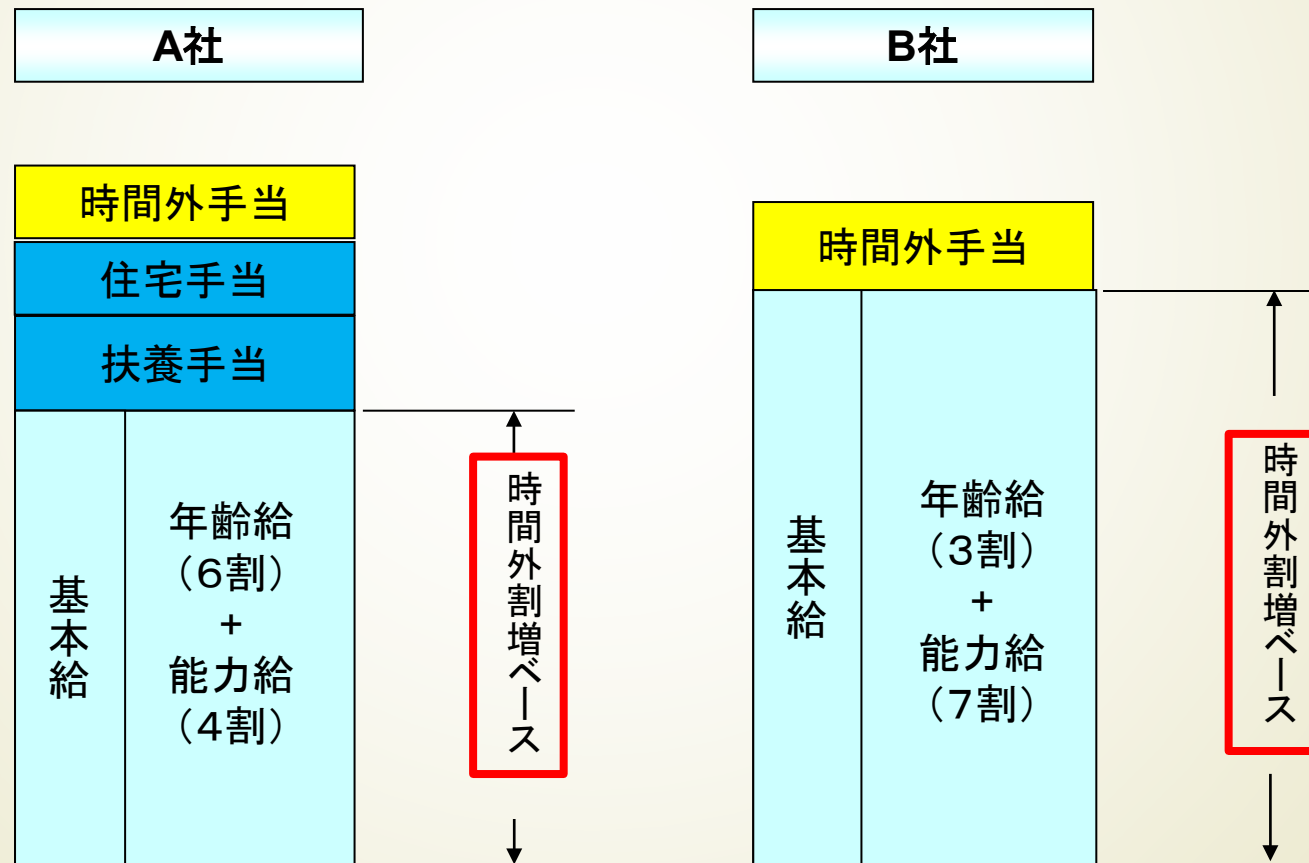 A社
時間外手当
住宅手当
扶養手当
基本給
年齢給
（6割）
+
能力給
（4割）
時間外割増ベース
B社
時間外手当
基本給
年齢給
（3割）
+
能力給
（7割）
時間外割増ベース